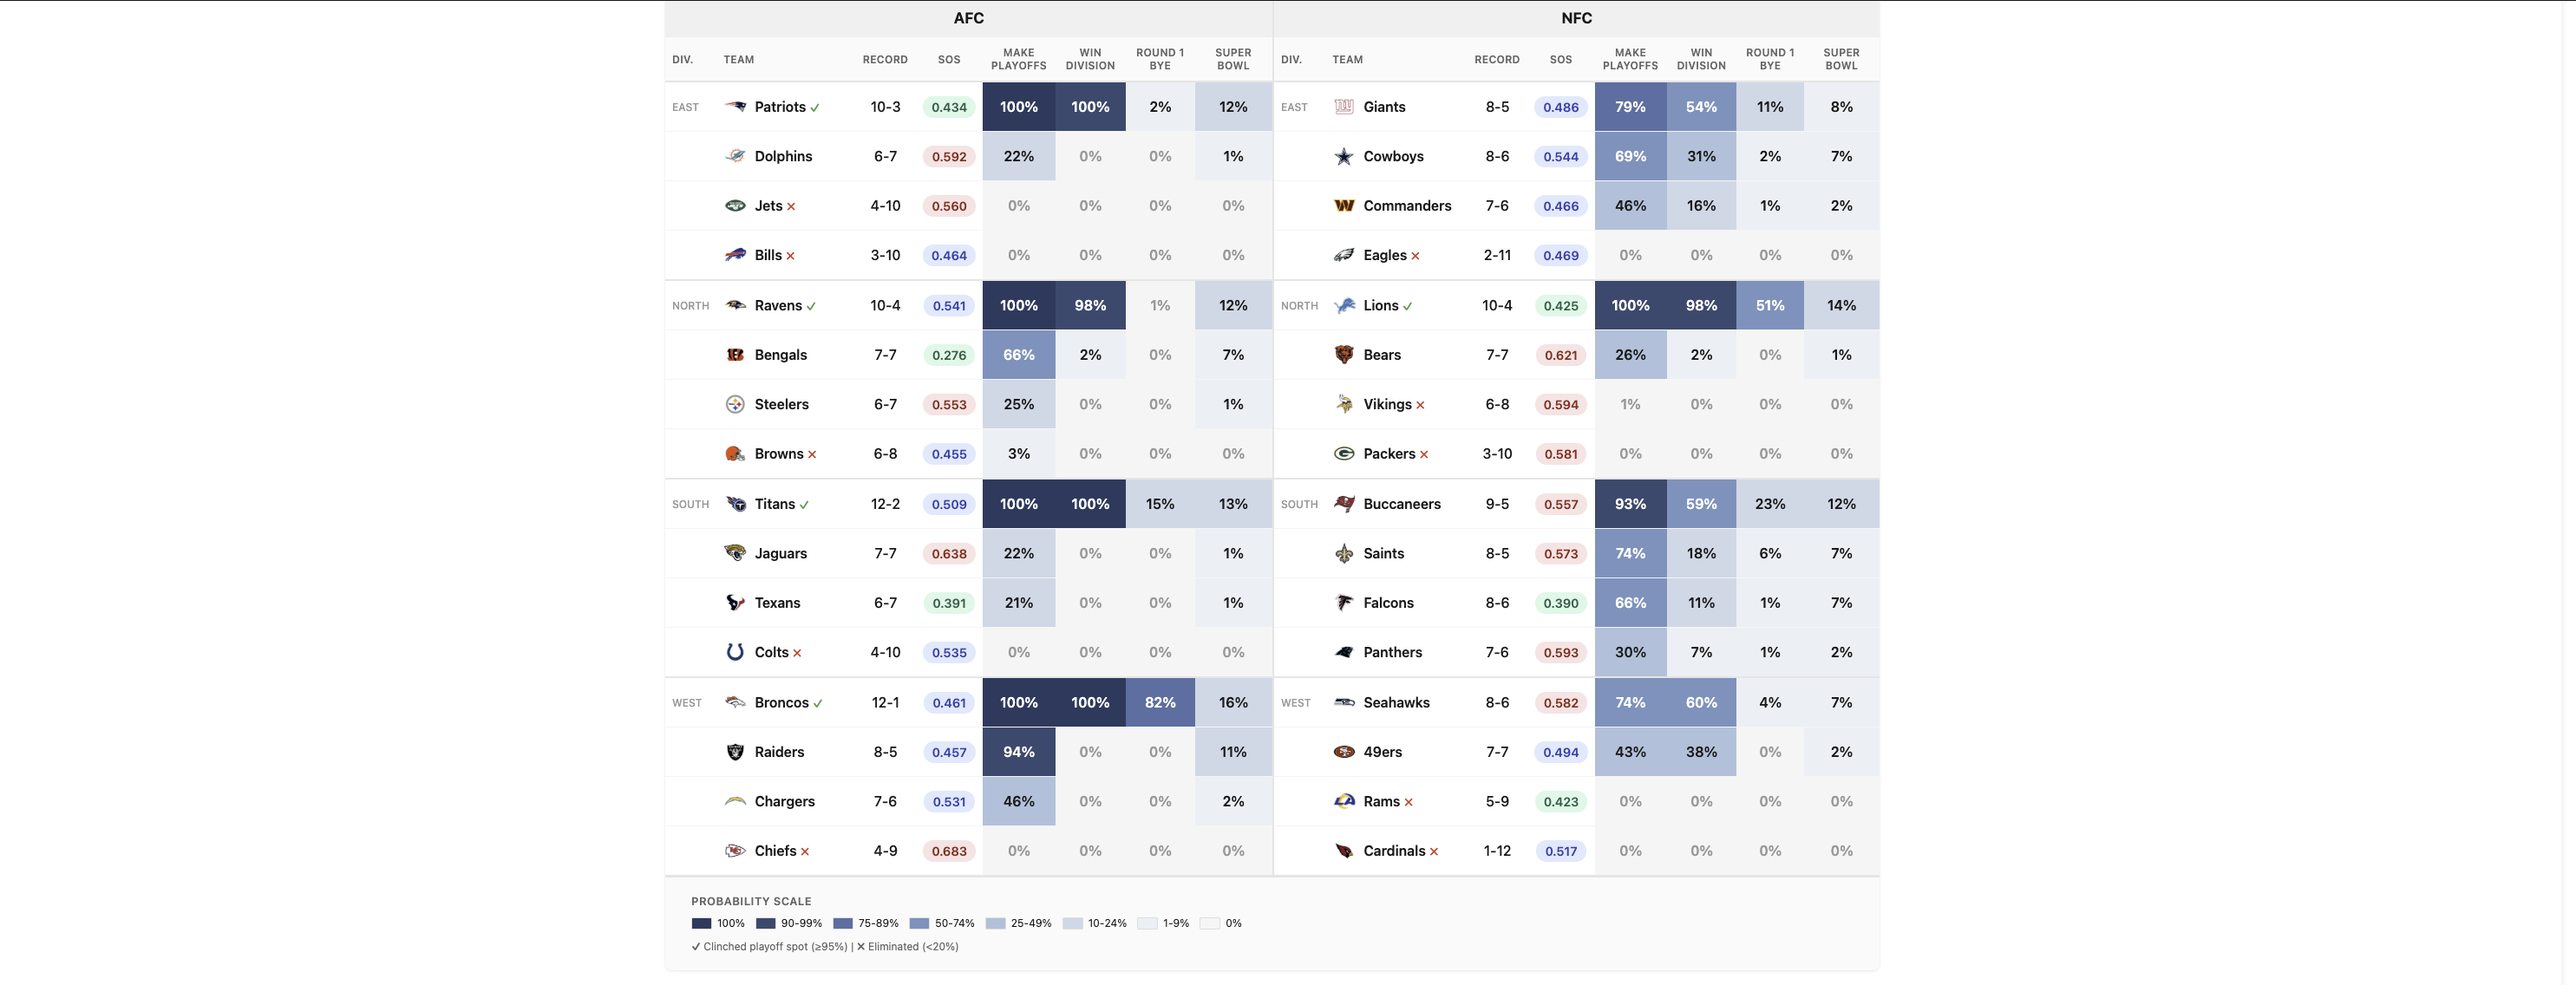 AFC NFC
DIV. TEAM RECORD SOS MAKE PLAYOFFS WIN DIVISION ROUND 1 BYE SUPER BOWL DIV. TEAM RECORD SOS MAKE PLAYOFFS WIN DIVISION ROUND 1 BYE SUPER BOWL
EAST Patriots ✓ 10-3 0.434 100% 100% 2% 12% EAST Giants 8-5 0.486 79% 54% 11% 8%
Dolphins 6-7 0.592 22% 0% 0% 1% Cowboys 8-6 0.544 69% 31% 2% 7%
Jets ✕ 4-10 0.560 0% 0% 0% 0% Commanders 7-6 0.466 46% 16% 1% 2%
Bills ✕ 3-10 0.464 0% 0% 0% 0% Eagles ✕ 2-11 0.469 0% 0% 0% 0%
NORTH Ravens ✓ 10-4 0.541 100% 98% 1% 12% NORTH Lions ✓ 10-4 0.425 100% 98% 51% 14%
Bengals 7-7 0.276 66% 2% 0% 7% Bears 7-7 0.621 26% 2% 0% 1%
Steelers 6-7 0.553 25% 0% 0% 1% Vikings ✕ 6-8 0.594 1% 0% 0% 0%
Browns ✕ 6-8 0.455 3% 0% 0% 0% Packers ✕ 3-10 0.581 0% 0% 0% 0%
SOUTH Titans ✓ 12-2 0.509 100% 100% 15% 13% SOUTH Buccaneers 9-5 0.557 93% 59% 23% 12%
Jaguars 7-7 0.638 22% 0% 0% 1% Saints 8-5 0.573 74% 18% 6% 7%
Texans 6-7 0.391 21% 0% 0% 1% Falcons 8-6 0.390 66% 11% 1% 7%
Colts ✕ 4-10 0.535 0% 0% 0% 0% Panthers 7-6 0.593 30% 7% 1% 2%
WEST Broncos ✓ 12-1 0.461 100% 100% 82% 16% WEST Seahawks 8-6 0.582 74% 60% 4% 7%
Raiders 8-5 0.457 94% 0% 0% 11% 49ers 7-7 0.494 43% 38% 0% 2%
Chargers 7-6 0.531 46% 0% 0% 2% Rams ✕ 5-9 0.423 0% 0% 0% 0%
Chiefs ✕ 4-9 0.683 0% 0% 0% 0% Cardinals ✕ 1-12 0.517 0% 0% 0% 0%
PROBABILITY SCALE
100% 90-99% 75-89% 50-74% 25-49% 10-24% 1-9% 0%
✓ Clinched playoff spot (≥95%) | ✕ Eliminated (<20%)